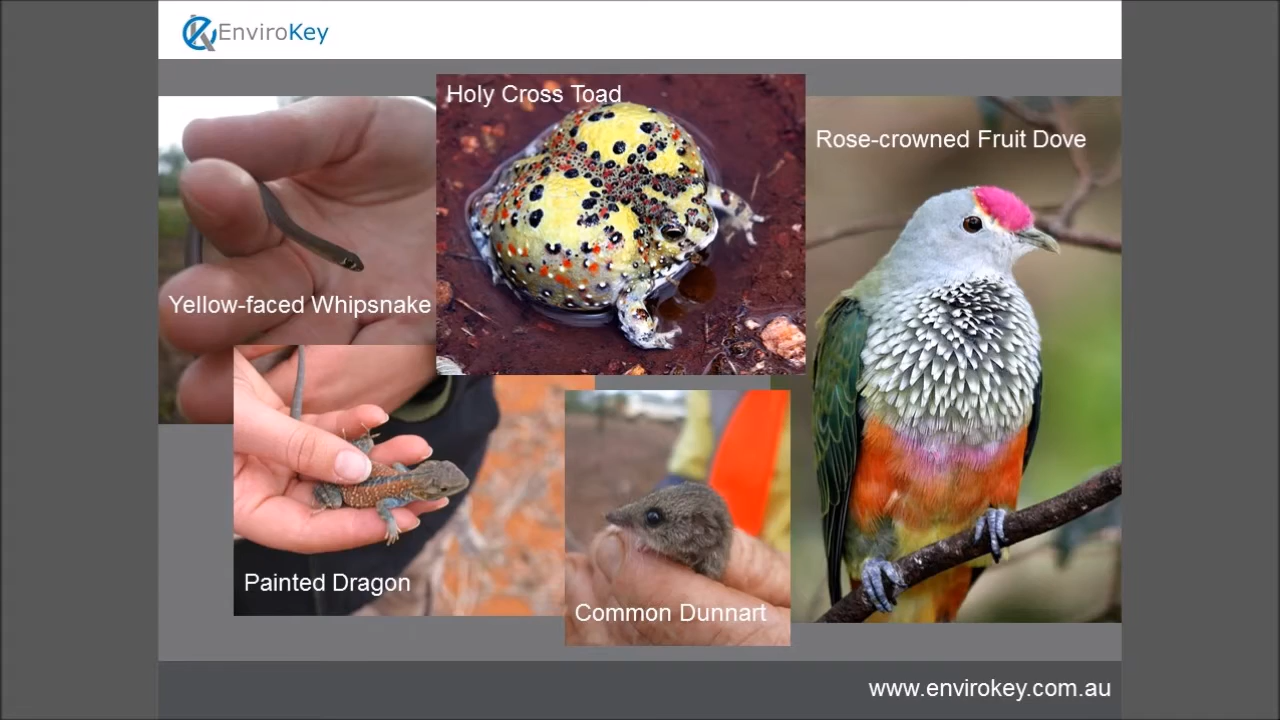 EnviroKey
Holy Cross Toad
Rose-crowned Fruit Dove
Yellow-faced Whipsnake
Painted Dragon
Common Dunnart
www.envirokey.com.au